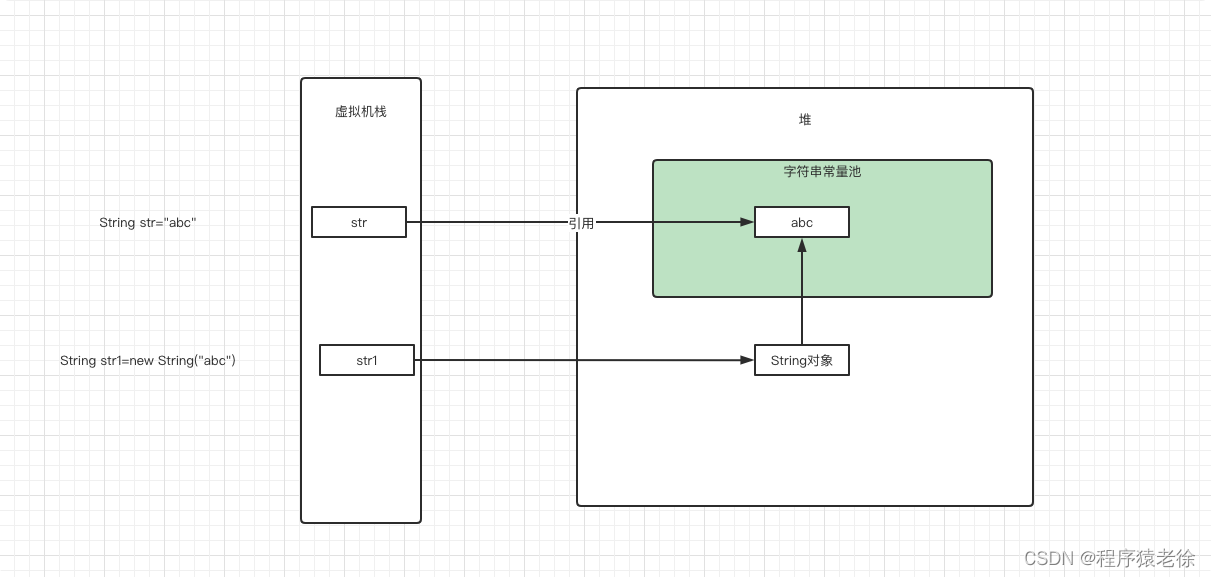 虚拟机栈
堆
字符串常量池
String str="abc"
str
引用
abc
String str1=new String("abc")
str1
String对象
CSDN @程序猿老徐